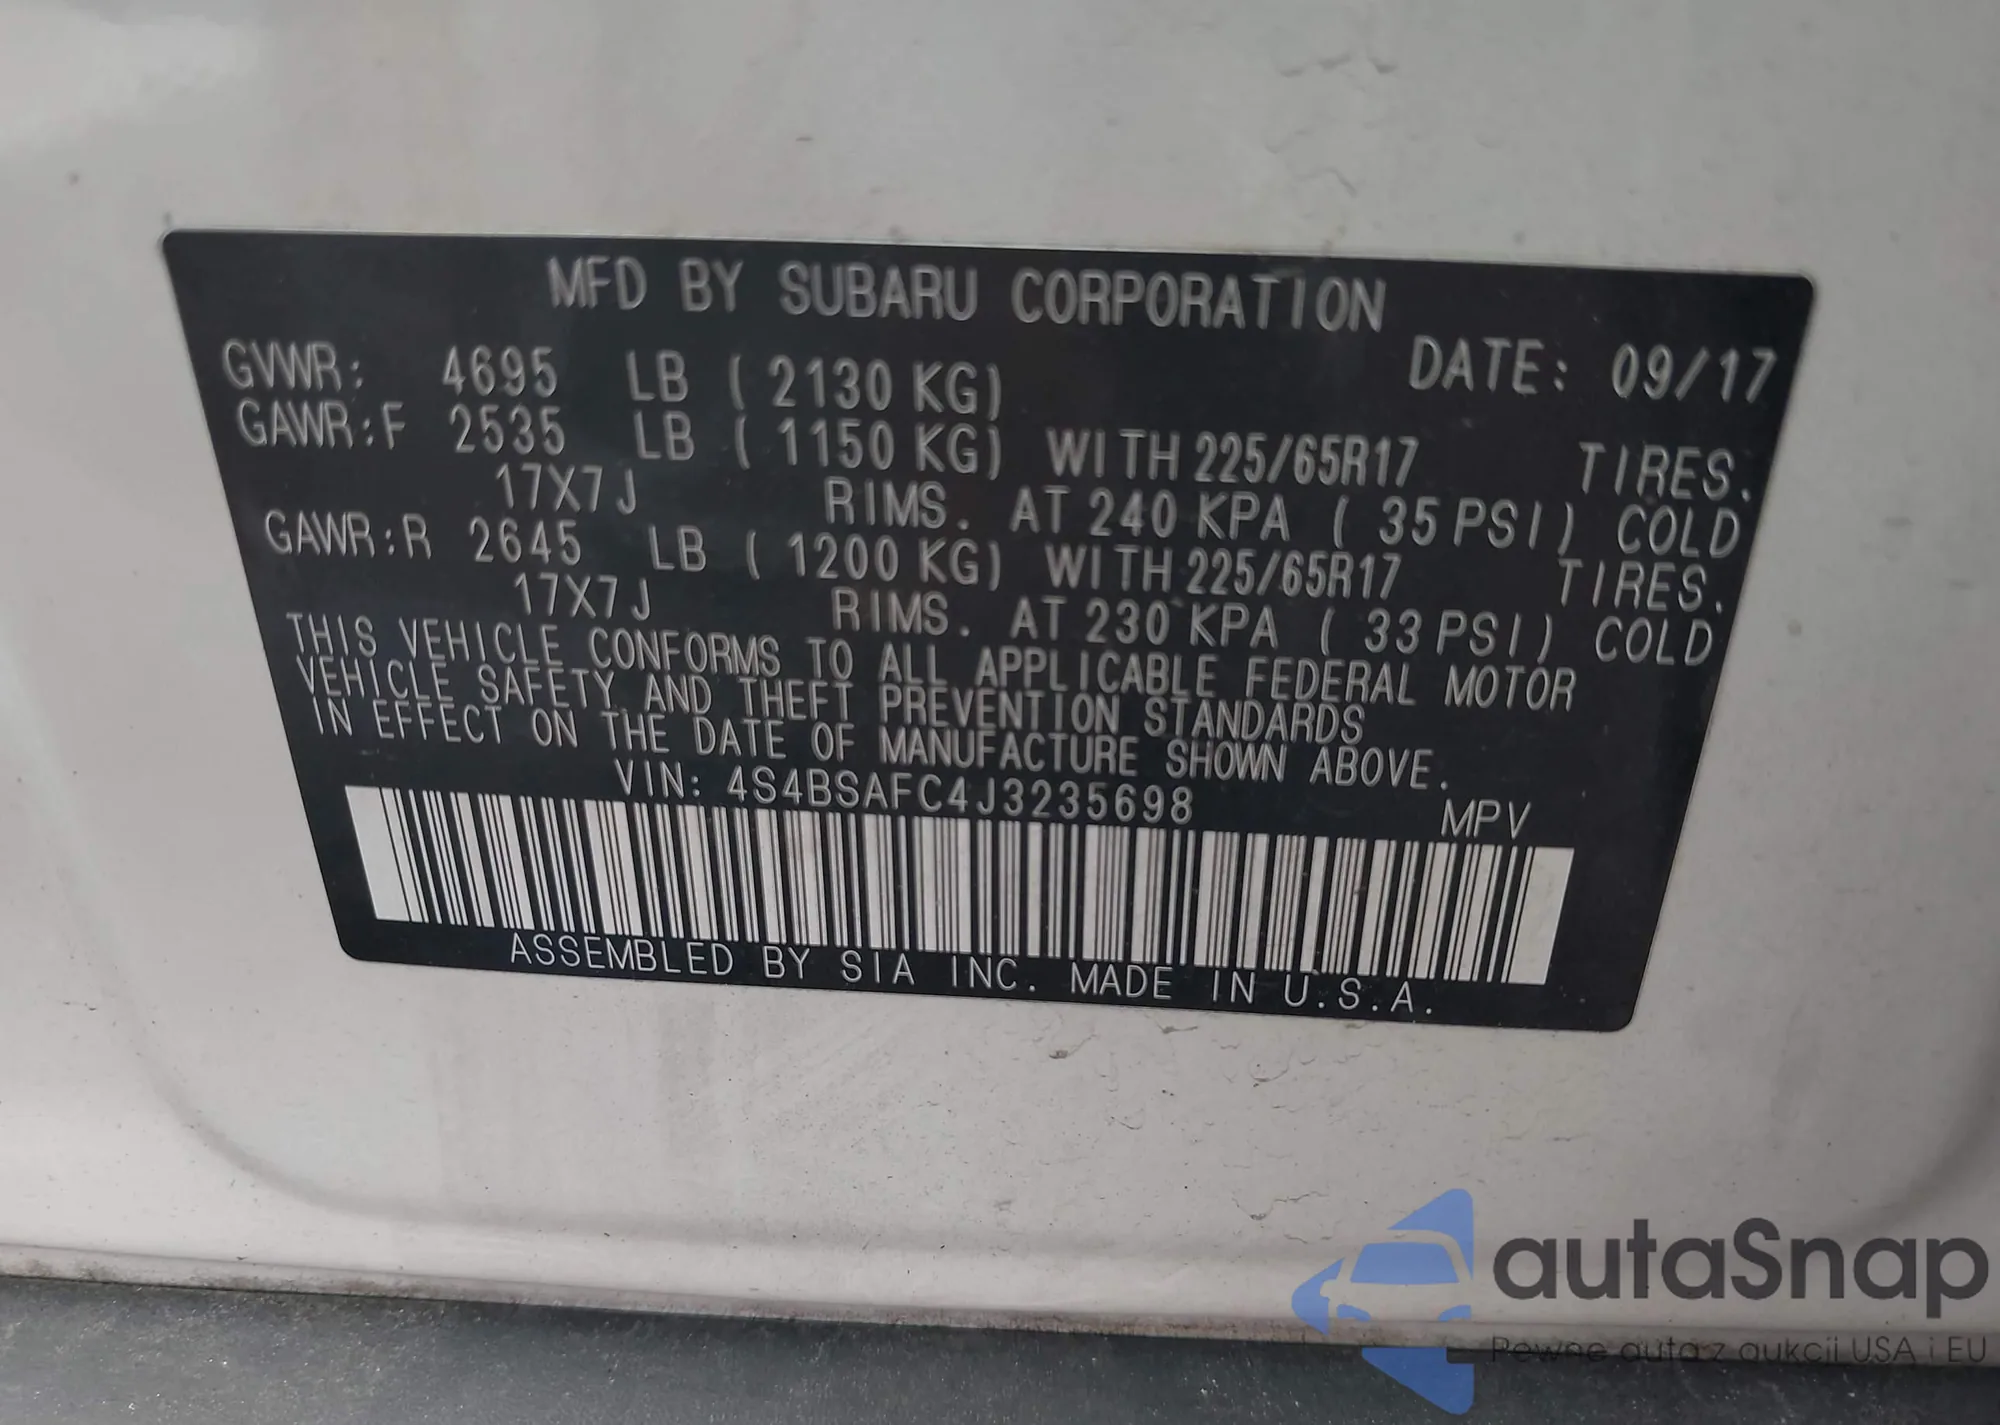 MFD BY SUBARU CORPORATION
GVWR: 4695 LB ( 2130 KG) DATE: 09/17
GAWR:F 2535 LB ( 1150 KG) WITH 225/65R17 TIRES.
17X7J RIMS. AT 240 KPA ( 35 PSI) COLD
GAWR:R 2645 LB ( 1200 KG) WITH 225/65R17 TIRES.
17X7J RIMS. AT 230 KPA ( 33 PSI) COLD
THIS VEHICLE CONFORMS TO ALL APPLICABLE FEDERAL MOTOR
VEHICLE SAFETY AND THEFT PREVENTION STANDARDS
IN EFFECT ON THE DATE OF MANUFACTURE SHOWN ABOVE.
VIN: 4S4BSAFC4J3235698 MPV
ASSEMBLED BY SIA INC. MADE IN U.S.A.
autaSnap
Pewne auta z aukcji USA i EU